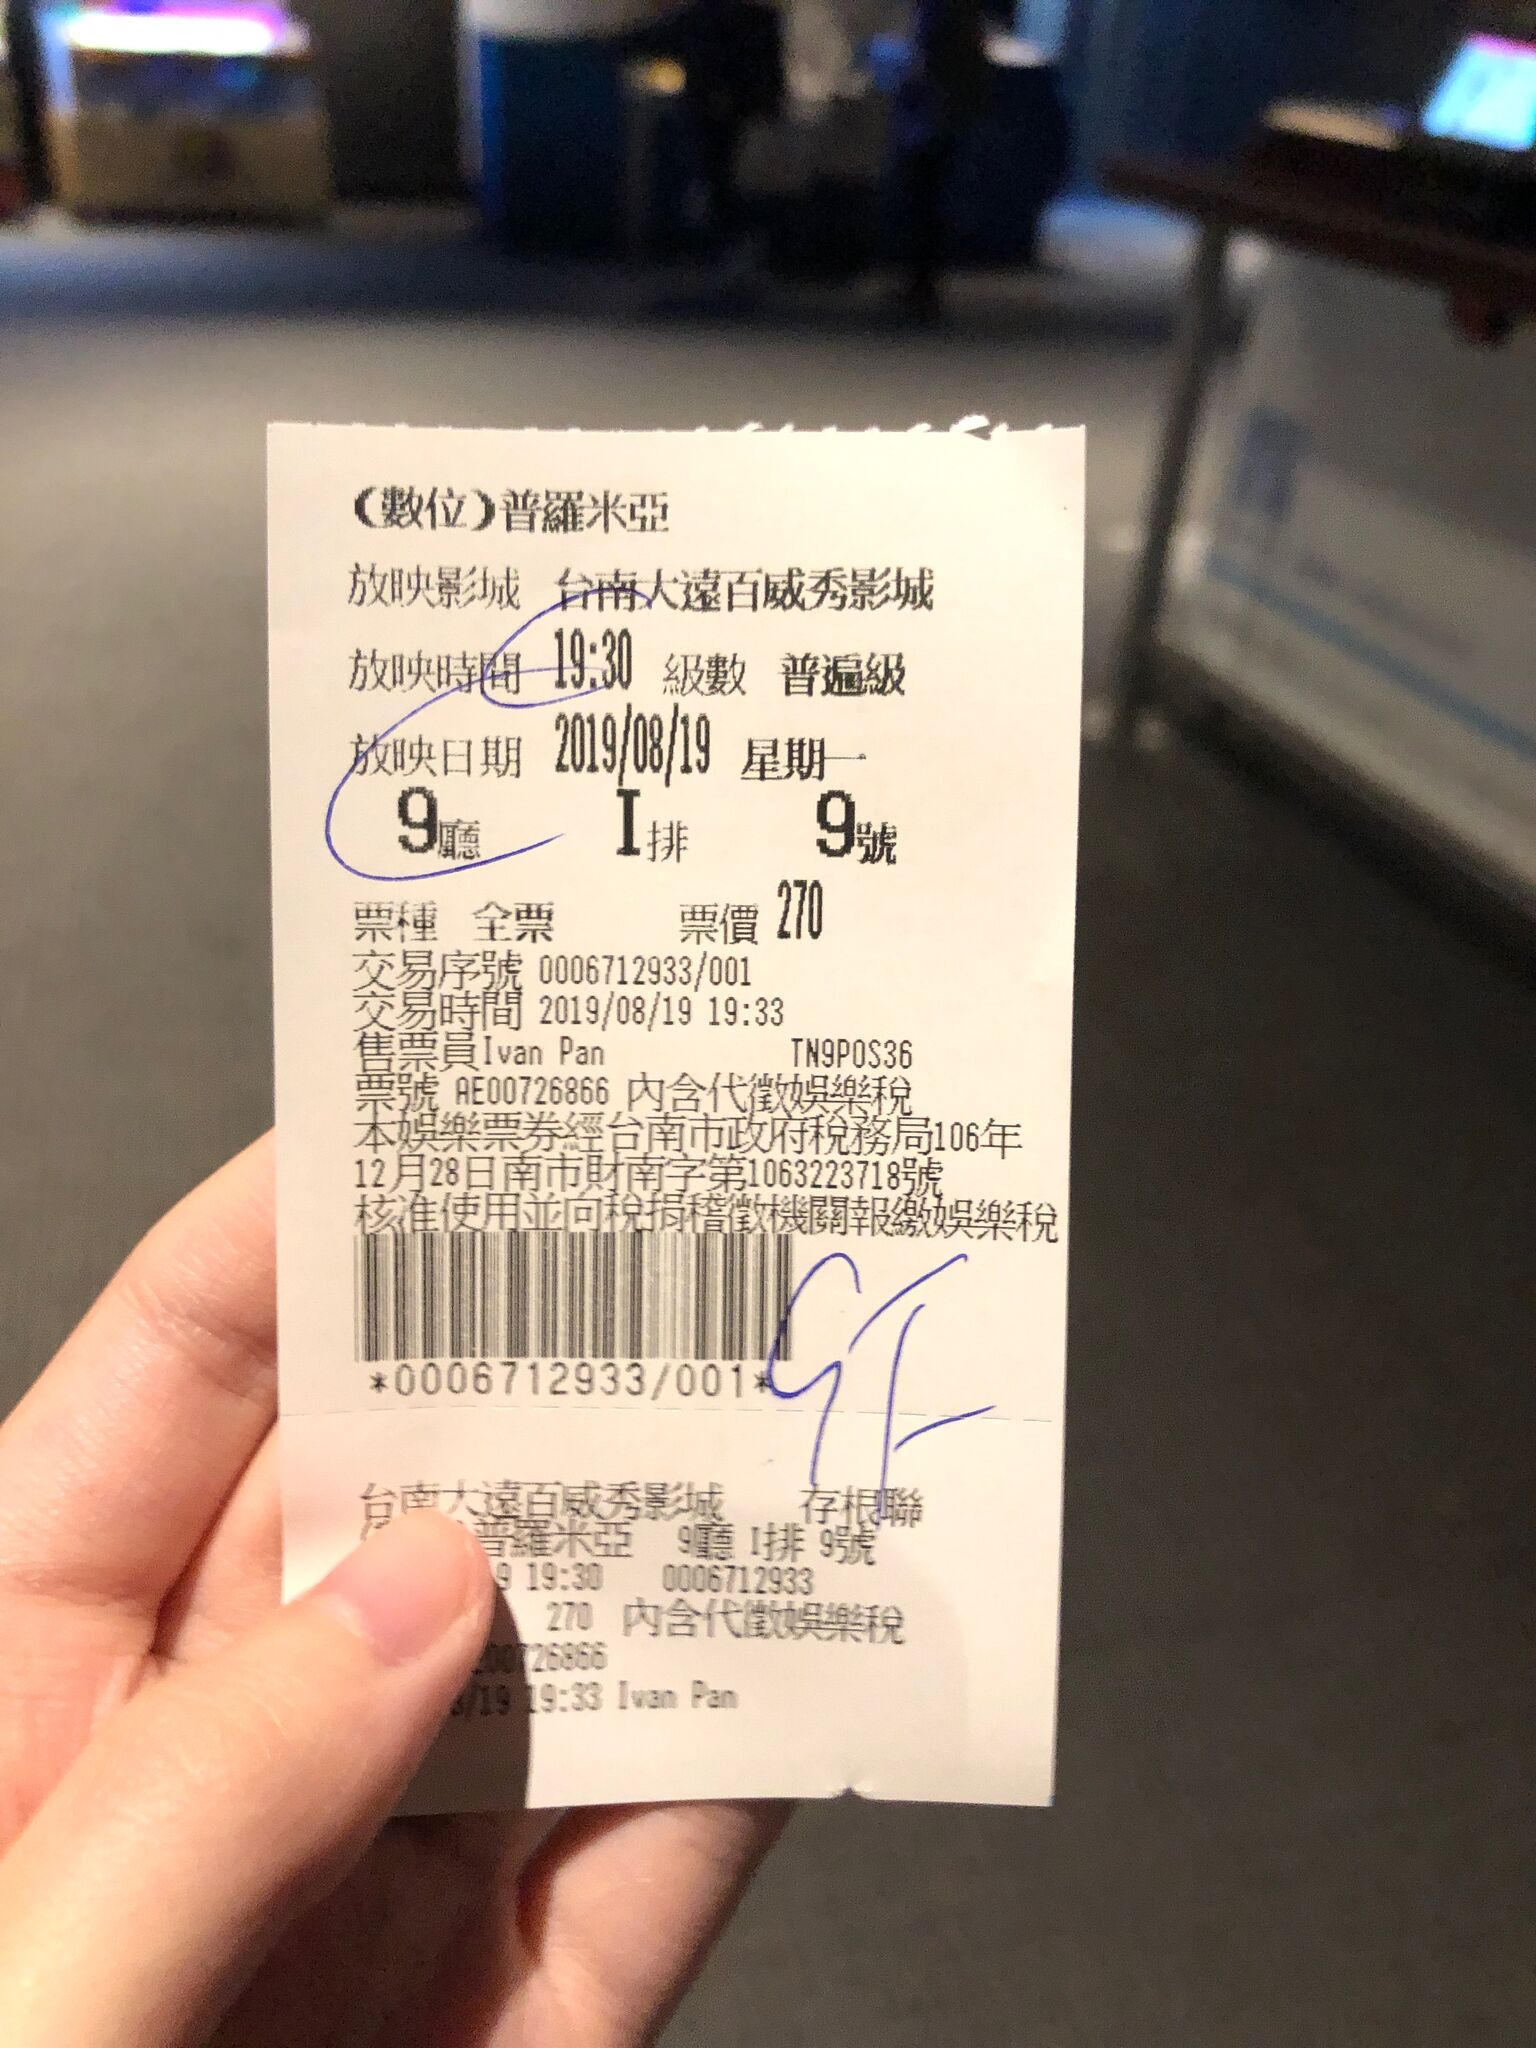 (數位)普羅米亞
放映影城 台南大遠百威秀影城
放映時間 19:30 級數 普遍級
放映日期 2019/08/19 星期一
9廳 I排 9號
票種 全票 票價 270
交易序號 0006712933/001
交易時間 2019/08/19 19:33
售票員Ivan Pan TN9POS36
票號 AE00726866 內含代徵娛樂稅
本娛樂票券經台南市政府稅務局106年
12月28日南市財南字第1063223718號
核准使用並向稅捐稽徵機關報繳娛樂稅
*0006712933/001*
台南大遠百威秀影城 存根聯
普羅米亞 9廳 I排 9號
9 19:30 0006712933
270 內含代徵娛樂稅
00726866
/19 19:33 Ivan Pan